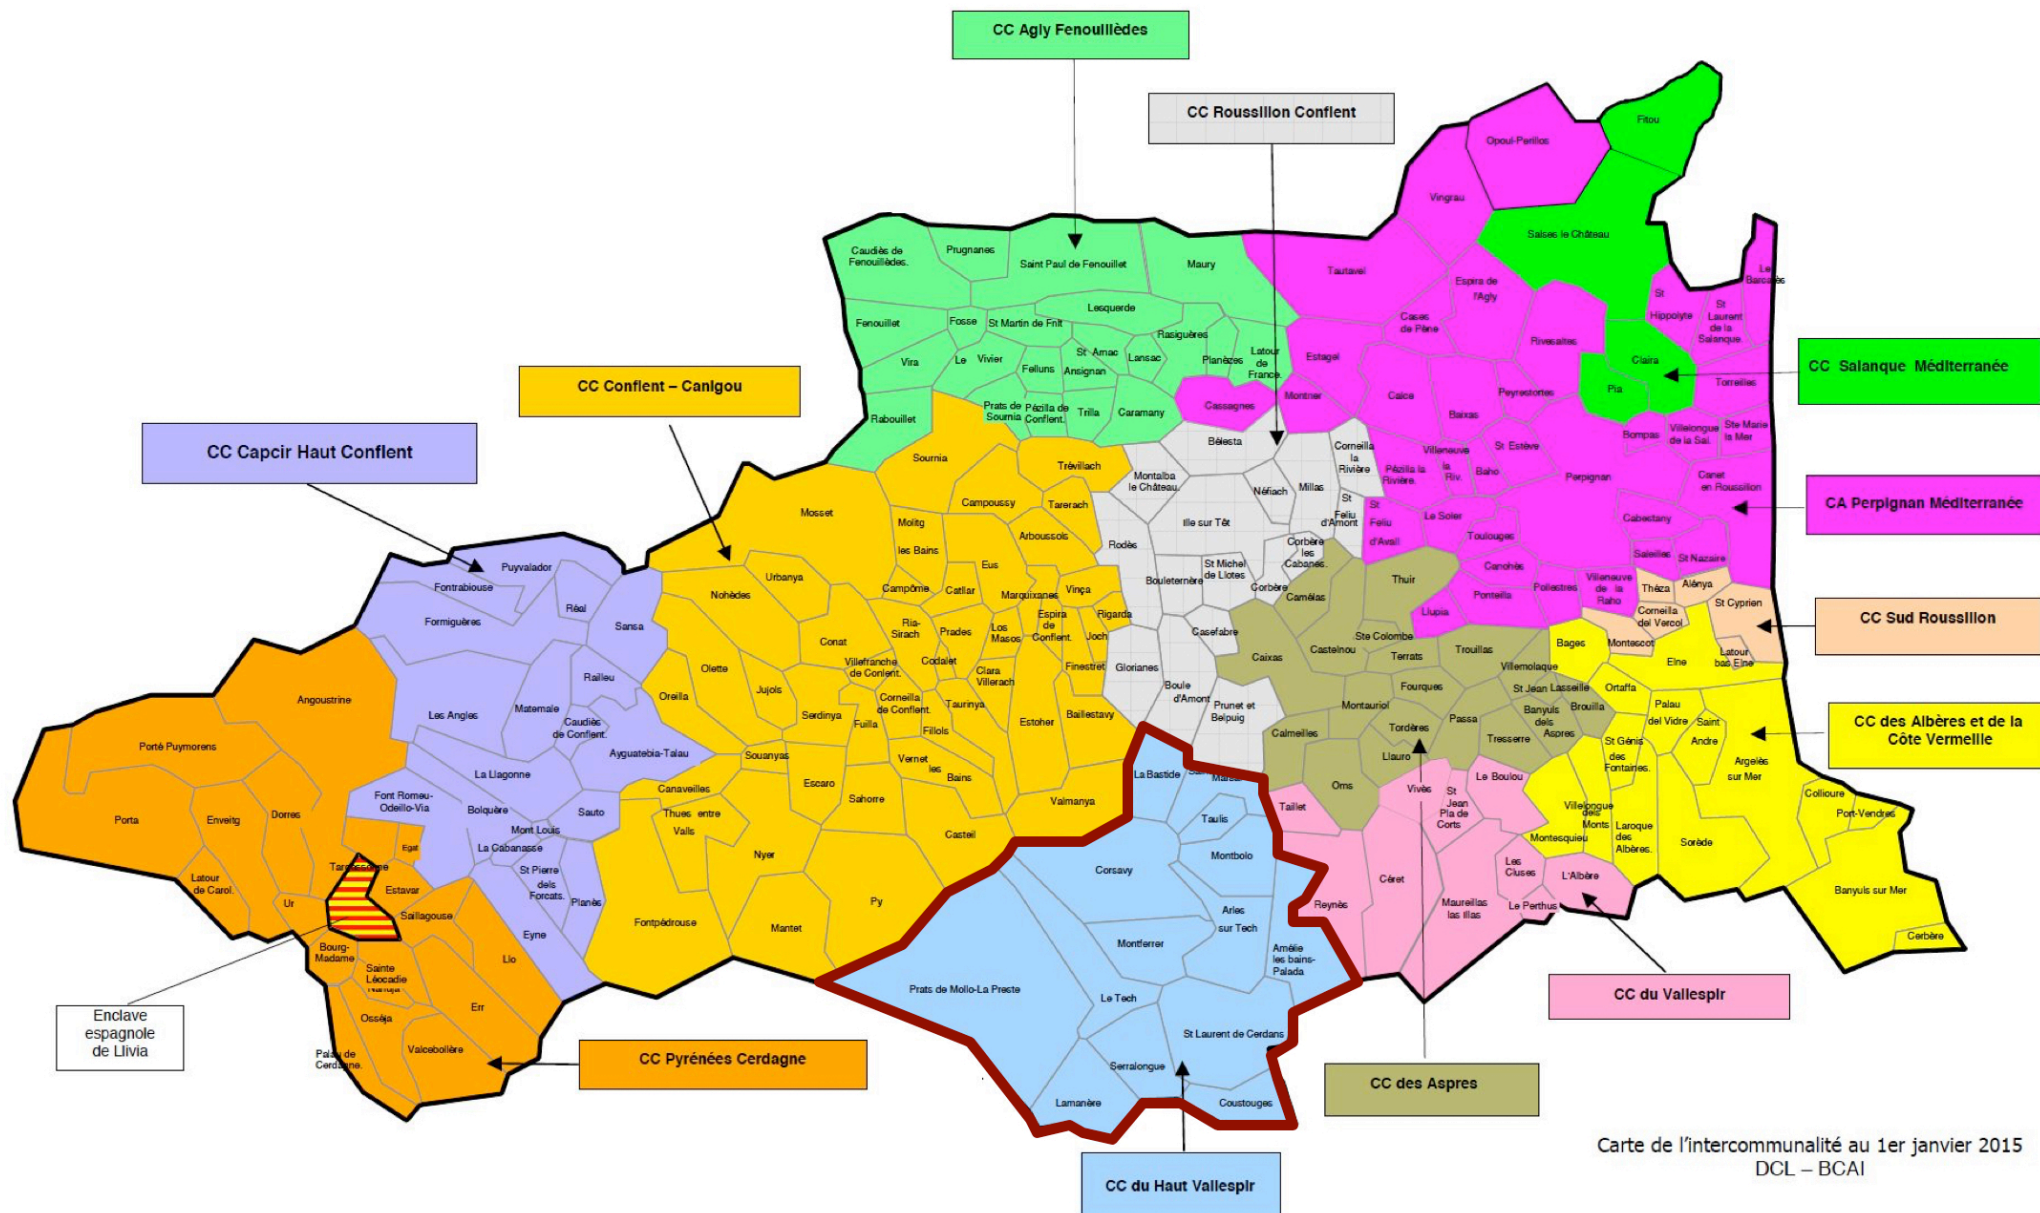 CC Agly Fenouillèdes
CC Roussillon Conflent
Fitou
Opoul-Perillos
Vingrau
Salses le Château
Caudiès de
Fenouillèdes.
Prugnanes
Saint Paul de Fenouillet
Maury
Tautavel
Espira de
l'Agly
Le
Barcarès
St
Hippolyte
St
Laurent
de la
Salanque.
Lesquerde
Fenouillet
Fosse
St Martin de Fnlt
Rasiguères
Cases
de Pène
Rivesaltes
Vira
Le Vivier
St Arnac
Lansac
Planèzes
Latour
de
France.
Estagel
Claira
CC Salanque Méditerranée
Felluns
Ansignan
CC Conflent – Canigou
Pia
Torreilles
Rabouillet
Prats de
Sournia
Pézilla de
Conflent.
Trilla
Caramany
Cassagnes
Montner
Calce
Baixas
Peyrestortes
CC Capcir Haut Conflent
Sournia
Trévillach
Bélesta
Corneilla
la
Rivière
Villeneuve
la
Riv.
St Estève
Bompas
Villelongue
de la Sal.
Ste Marie
la Mer
Montalba
le Château.
Néfiach
Millas
Pézilla la
Rivière.
Baho
Perpignan
Canet
en Roussillon
CA Perpignan Méditerranée
Mosset
Campoussy
Tarerach
Molitg
les Bains
Arboussols
Ille sur Têt
St
Feliu
d'Amont
St
Feliu
d'Avall
Le Soler
Toulouges
Cabestany
Saleilles
St Nazaire
Puyvalador
Fontrabiouse
Réal
Formiguères
Sansa
Urbanya
Nohèdes
Campôme
Eus
Catllar
Marquixanes
Vinça
Rodès
Bouleternère
St Michel
de Llotes
Corbère
les
Cabanes.
Corbère
Camélas
Thuir
Canohès
Ponteilla
Pollestres
Villeneuve
de la
Raho
Llupia
Théza
Alénya
St Cyprien
Corneilla
del Vercol
CC Sud Roussillon
Montescot
Latour
bas Elne
Conat
Ria-
Sirach
Prades
Los
Masos
Espira
de
Conflent.
Rigarda
Joch
Casefabre
Ste Colombe
Castelnou
Terrats
Trouillas
Bages
Elne
Railleu
Olette
Jujols
Villefranche
de Conflent.
Codalet
Clara
Villerach
Finestret
Glorianes
Caixas
Villemolaque
Fourques
St Jean Lasseille
Ortaffa
Angoustrine
Les Angles
Matemale
Caudiès
de Conflent.
Oreilla
Serdinya
Fuilla
Corneilla
de Conflent.
Taurinya
Fillols
Estoher
Baillestavy
Boule
d'Amont
Prunet et
Belpuig
Montauriol
Tordères
Passa
Banyuls
dels
Aspres
Brouilla
Palau
del Vidre
Saint
Andre
CC des Albères et de la
Côte Vermeille
Porté Puymorens
Ayguatebia-Talau
Souanyas
Vernet
les
Bains
Calmeilles
Llauro
Tresserre
St Génis
des
Fontaines.
Argelès
sur Mer
La Llagonne
Canaveilles
Escaro
Sahorre
Valmanya
La Bastide
Oms
Vivès
Le Boulou
Collioure
Port-Vendres
Font Romeu-
Odeillo-Via
Bolquère
Sauto
Thues entre
Valls
Casteil
Taulis
Taillet
St
Jean
Pla de
Corts
Villelongue
dels
Monts
Porta
Enveitg
Dorres
Mont Louis
La Cabanasse
Nyer
Montbolo
Montesquieu
Laroque
des
Albères.
Sorède
Egat
Latour
de Carol.
Ur
Estavar
St Pierre
dels
Forcats.
Planès
Corsavy
Céret
Les
Cluses
L'Albère
Banyuls sur Mer
Saillagouse
Fontpédrouse
Mantet
Py
Arles
sur Tech
Reynès
Maureillas
las Illas
Le Perthus
Cerbère
Eyne
Bourg-
Madame
Sainte
Léocadie
Llo
Montferrer
Amélie
les bains-
Palada
Enclave
espagnole
de Llivia
Osséja
Err
Prats de Mollo-La Preste
Le Tech
St Laurent de Cerdans
CC du Vallespir
Palau de
Cerdagne.
Valcebollère
CC Pyrénées Cerdagne
Serralongue
CC des Aspres
Lamanère
Coustouges
CC du Haut Vallespir
Carte de l'intercommunalité au 1er janvier 2015
DCL – BCAI